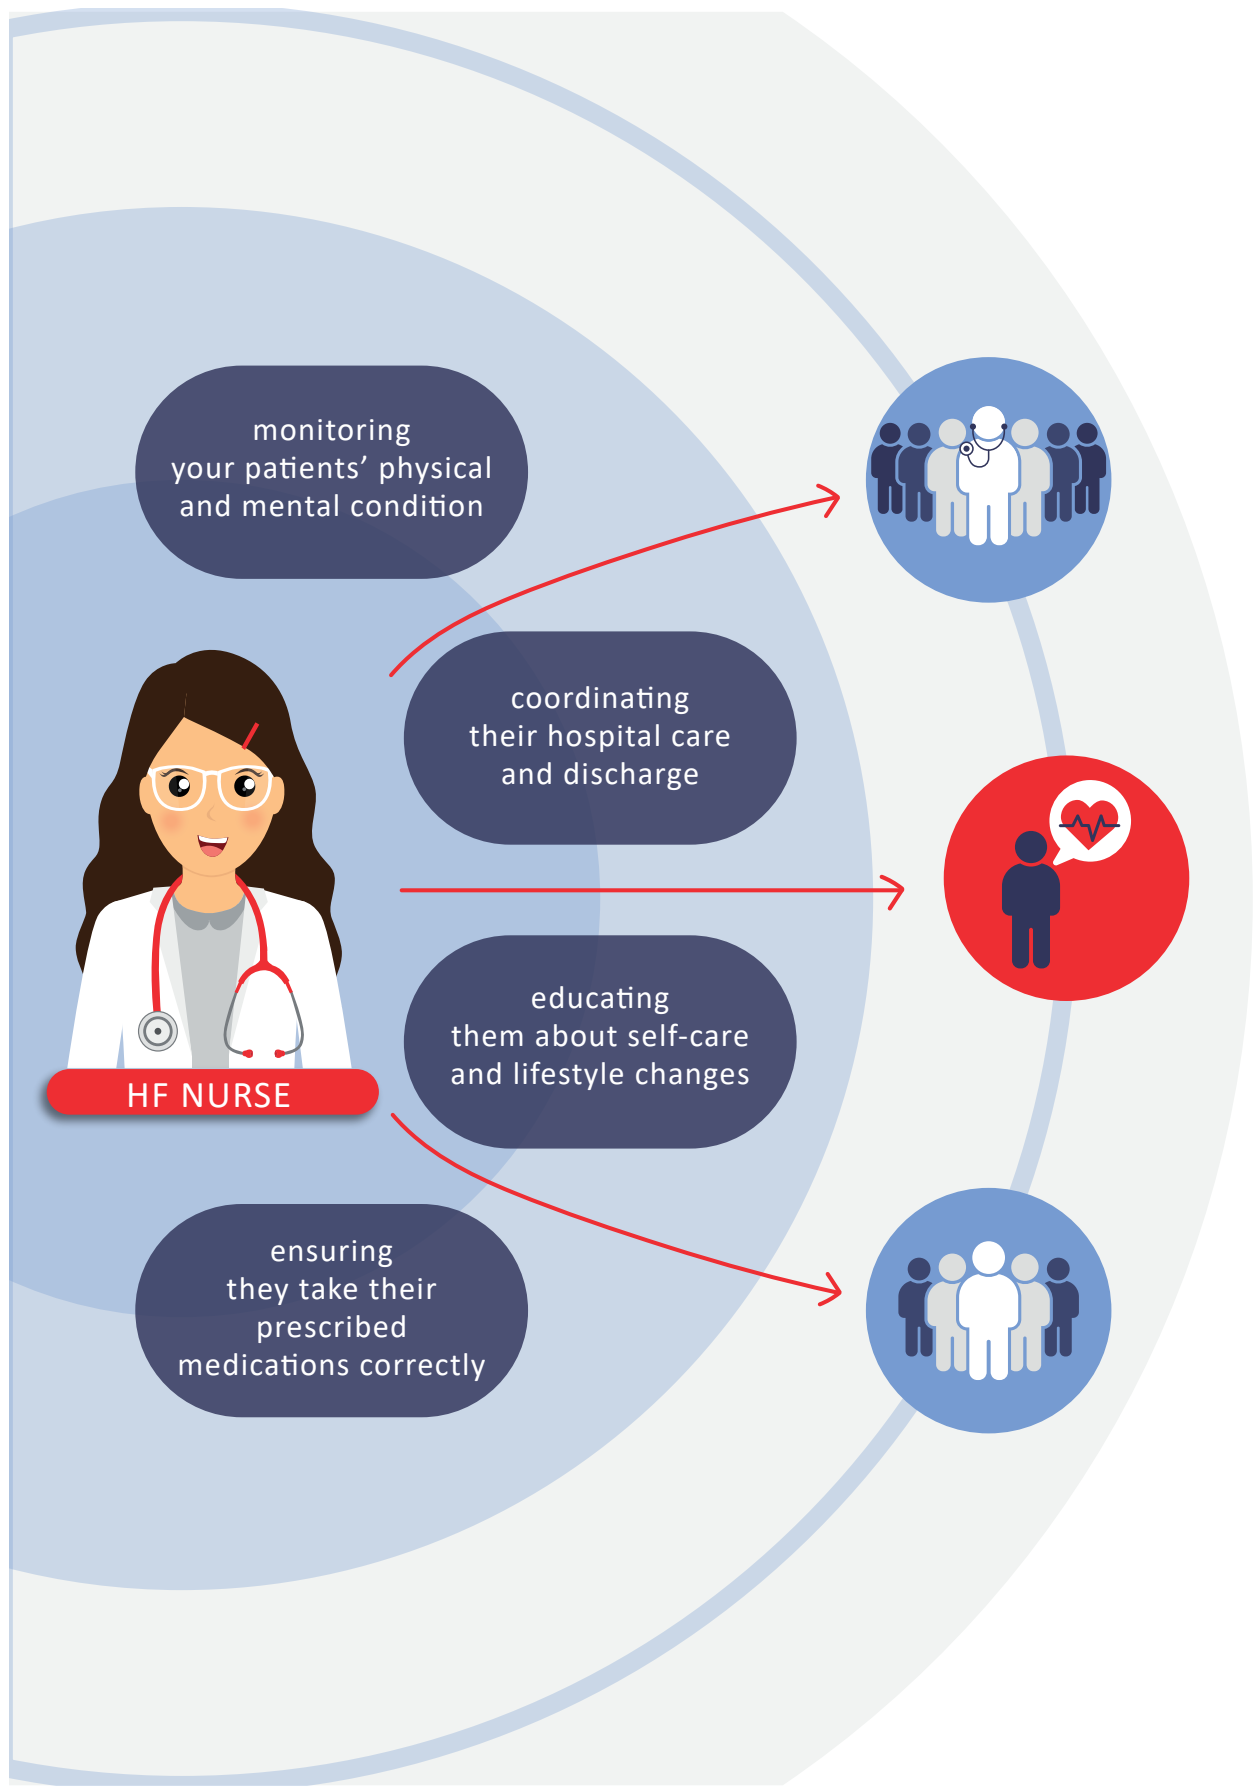 monitoring
your patients’ physical
and mental condition
coordinating
their hospital care
and discharge
educating
them about self-care
and lifestyle changes
HF NURSE
ensuring
they take their
prescribed
medications correctly